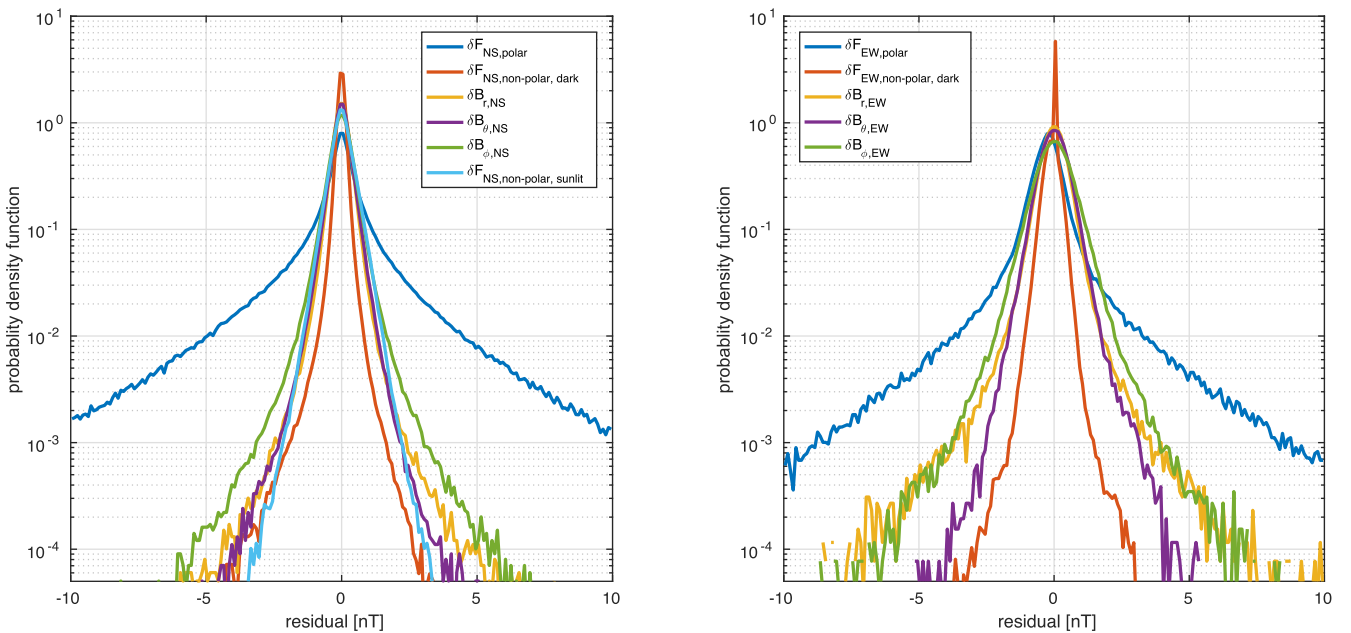 10^1
10^0
10^-1
10^-2
10^-3
10^-4
probablity density function
-10
-5
0
5
10
residual [nT]
δF_NS,polar
δF_NS,non-polar, dark
δB_r,NS
δB_θ,NS
δB_ϕ,NS
δF_NS,non-polar, sunlit
10^1
10^0
10^-1
10^-2
10^-3
10^-4
probablity density function
-10
-5
0
5
10
residual [nT]
δF_EW,polar
δF_EW,non-polar, dark
δB_r,EW
δB_θ,EW
δB_ϕ,EW